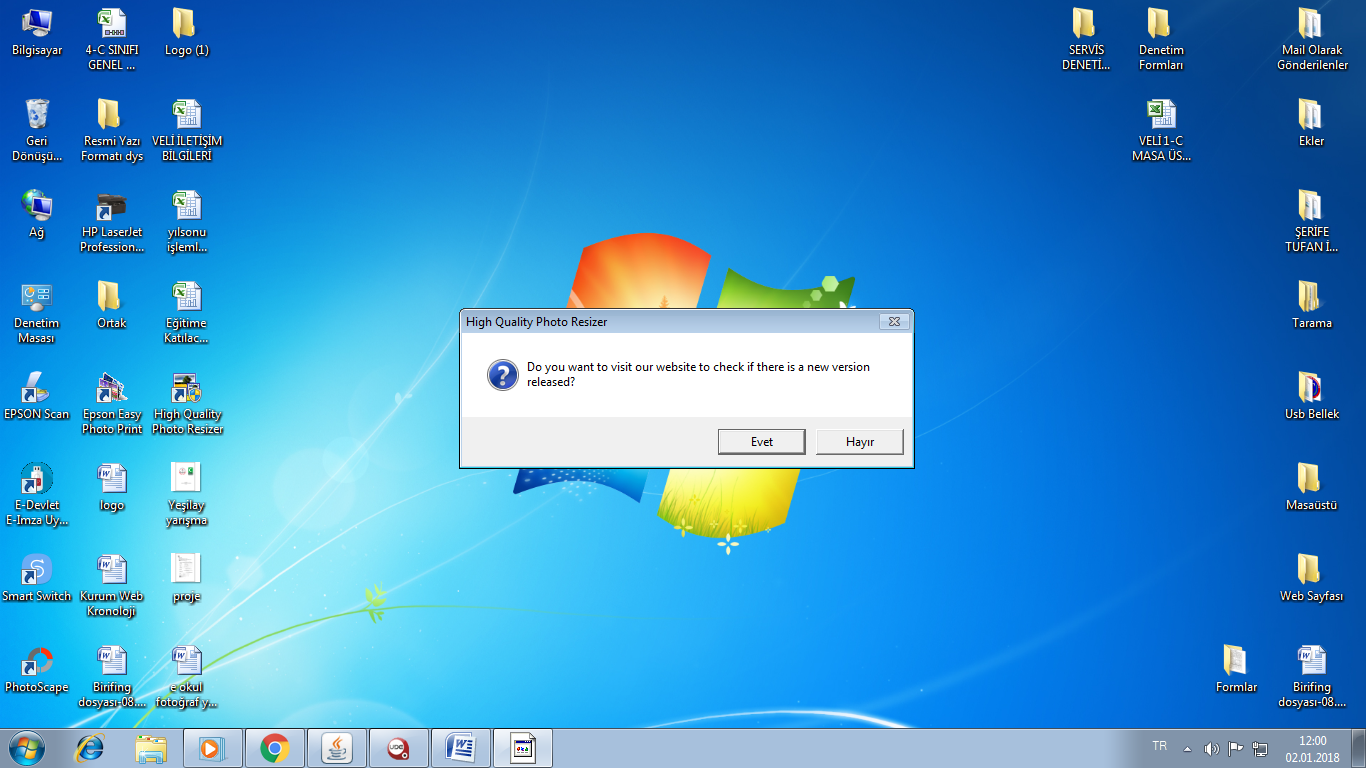 Bilgisayar
4-C SINIFI
GENEL ...
Logo (1)
SERVİS
DENETİ...
Denetim
Formları
Mail Olarak
Gönderilenler
Geri
Dönüşü...
Resmi Yazı
Formatı dys
VELİ İLETİŞİM
BİLGİLERİ
VELİ 1-C
MASA ÜS...
Ekler
Ağ
HP LaserJet
Profession...
yılsonu
işleml...
ŞERİFE
TUFAN İ...
Denetim
Masası
Ortak
Eğitime
Katılac...
Tarama
High Quality Photo Resizer
Do you want to visit our website to check if there is a new version
released?
Evet
Hayır
EPSON Scan
Epson Easy
Photo Print
High Quality
Photo Resizer
Usb Bellek
E-Devlet
E-Imza Uy...
logo
Yeşilay
yarışma
Masaüstü
Smart Switch
Kurum Web
Kronoloji
proje
Web Sayfası
PhotoScape
Birifing
dosyası-08....
e okul
fotoğraf y...
Formlar
Birifing
dosyası-08....
TR
12:00
02.01.2018